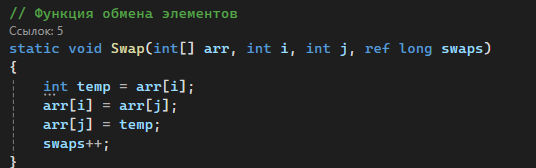 // Функция обмена элементов
Ссылок: 5
static void Swap(int[] arr, int i, int j, ref long swaps)
{
    int temp = arr[i];
    arr[i] = arr[j];
    arr[j] = temp;
    swaps++;
}